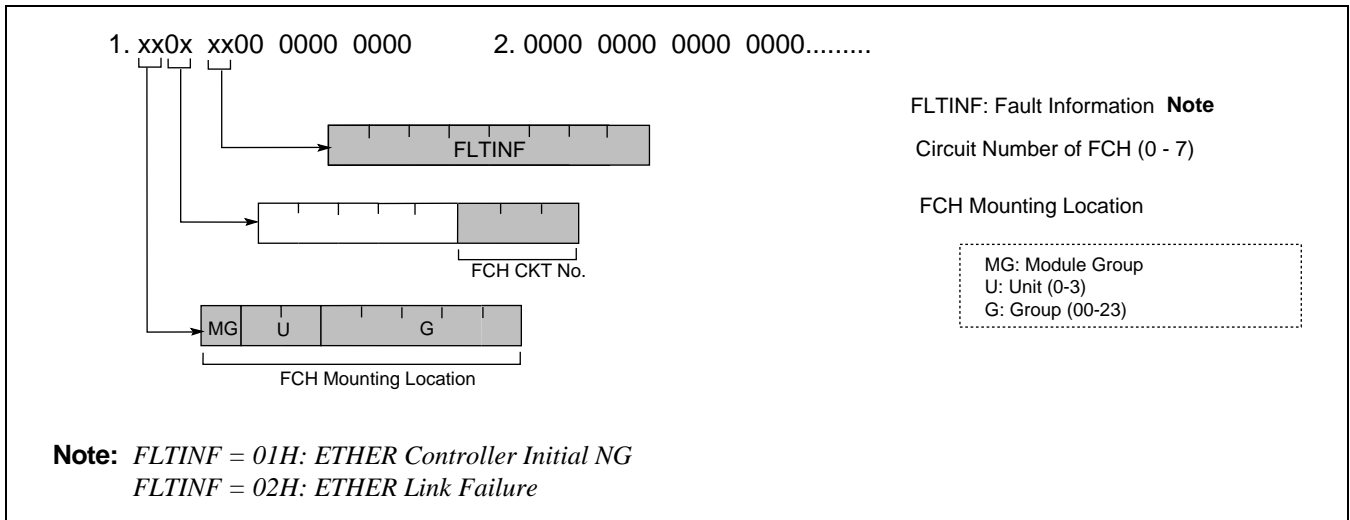 1. xx0x xx00 0000 0000 2. 0000 0000 0000 0000.........
FLTINF: Fault Information Note
FLTINF
Circuit Number of FCH (0 - 7)
FCH Mounting Location
FCH CKT No.
MG: Module Group
U: Unit (0-3)
G: Group (00-23)
MG U G
FCH Mounting Location
Note: FLTINF = 01H: ETHER Controller Initial NG
FLTINF = 02H: ETHER Link Failure